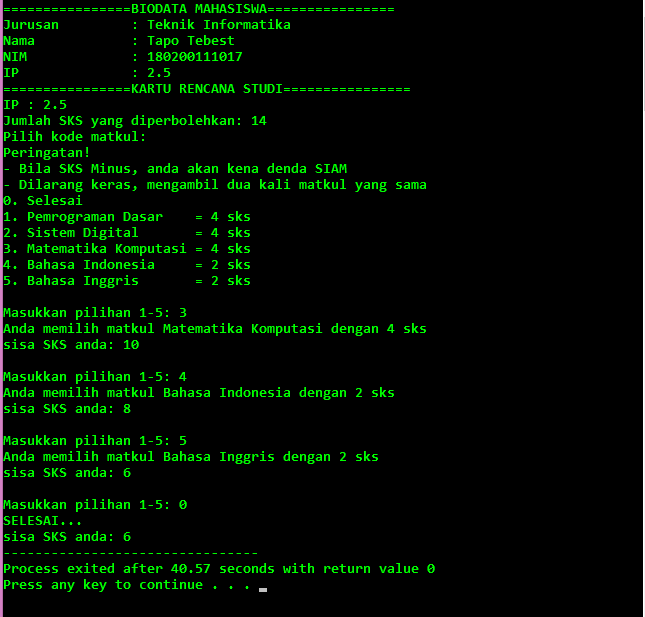 ================BIODATA MAHASISWA================
Jurusan         : Teknik Informatika
Nama            : Tapo Tebest
NIM             : 180200111017
IP              : 2.5
================KARTU RENCANA STUDI================
IP : 2.5
Jumlah SKS yang diperbolehkan: 14
Pilih kode matkul:
Peringatan!
- Bila SKS Minus, anda akan kena denda SIAM
- Dilarang keras, mengambil dua kali matkul yang sama
0. Selesai
1. Pemrograman Dasar    = 4 sks
2. Sistem Digital       = 4 sks
3. Matematika Komputasi = 4 sks
4. Bahasa Indonesia     = 2 sks
5. Bahasa Inggris       = 2 sks

Masukkan pilihan 1-5: 3
Anda memilih matkul Matematika Komputasi dengan 4 sks
sisa SKS anda: 10

Masukkan pilihan 1-5: 4
Anda memilih matkul Bahasa Indonesia dengan 2 sks
sisa SKS anda: 8

Masukkan pilihan 1-5: 5
Anda memilih matkul Bahasa Inggris dengan 2 sks
sisa SKS anda: 6

Masukkan pilihan 1-5: 0
SELESAI...
sisa SKS anda: 6
--------------------------------
Process exited after 40.57 seconds with return value 0
Press any key to continue . . .